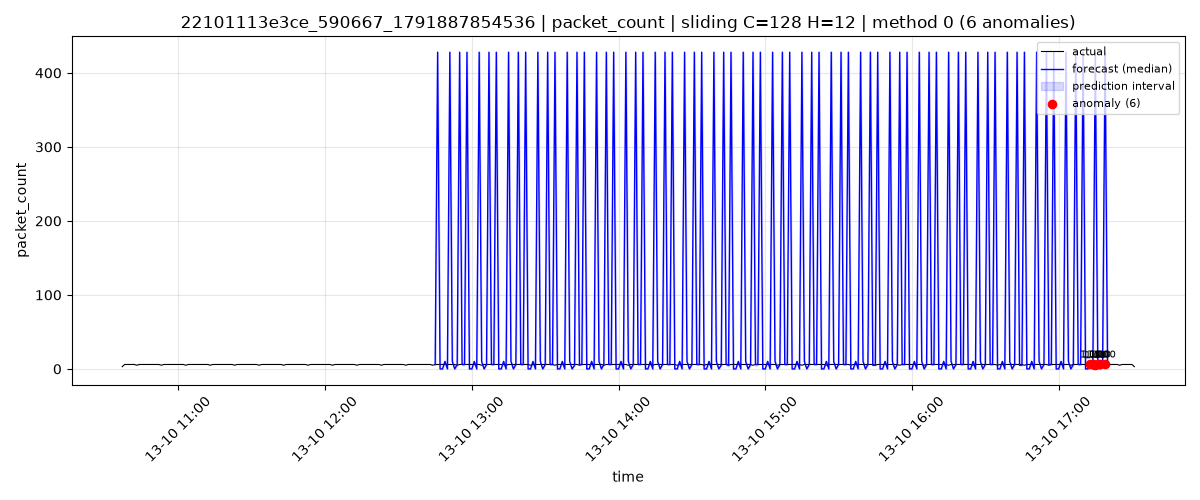 22101113e3ce_590667_1791887854536 | packet_count | sliding C=128 H=12 | method 0 (6 anomalies)
actual
forecast (median)
prediction interval
anomaly (6)
packet_count
400
300
200
100
0
13-10 11:00
13-10 12:00
13-10 13:00
13-10 14:00
13-10 15:00
13-10 16:00
13-10 17:00
time